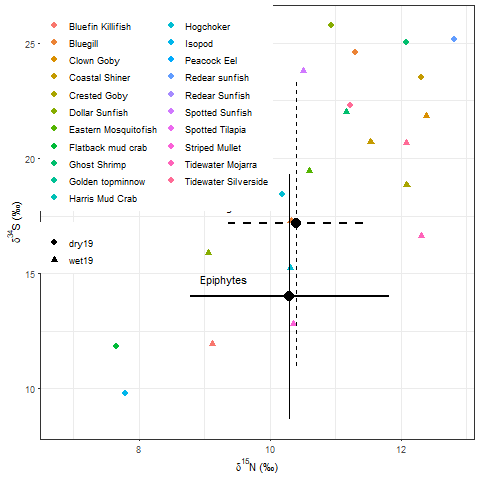 Bluefin Killifish
Bluegill
Clown Goby
Coastal Shiner
Crested Goby
Dollar Sunfish
Eastern Mosquitofish
Flatback mud crab
Ghost Shrimp
Golden topminnow
Harris Mud Crab
Hogchoker
Isopod
Peacock Eel
Redear sunfish
Redear Sunfish
Spotted Sunfish
Spotted Tilapia
Striped Mullet
Tidewater Mojarra
Tidewater Silverside
dry19
wet19
Epiphytes
25
20
15
10
δ³⁴S (‰)
8
10
12
δ¹⁵N (‰)